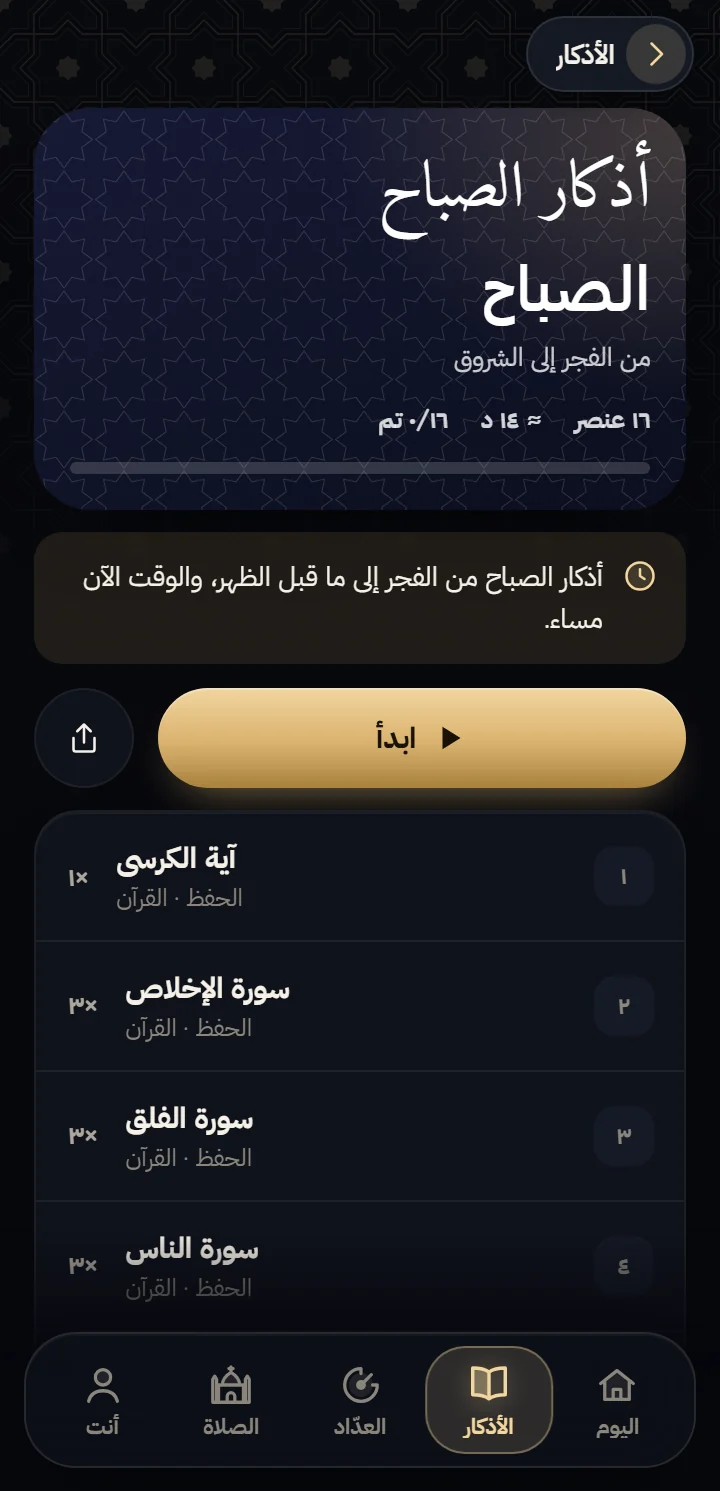 الأذكار
أذكار الصباح
الصباح
من الفجر إلى الشروق
١٦ عنصر ≈ ١٤ د ٠/١٦ تم
أذكار الصباح من الفجر إلى ما قبل الظهر، والوقت الآن
مساء.
ابدأ
١ آية الكرسي ×١
الحفظ · القرآن
٢ سورة الإخلاص ×٣
الحفظ · القرآن
٣ سورة الفلق ×٣
الحفظ · القرآن
٤ سورة الناس ×٣
الحفظ · القرآن
اليوم الأذكار العدّاد الصلاة أنت